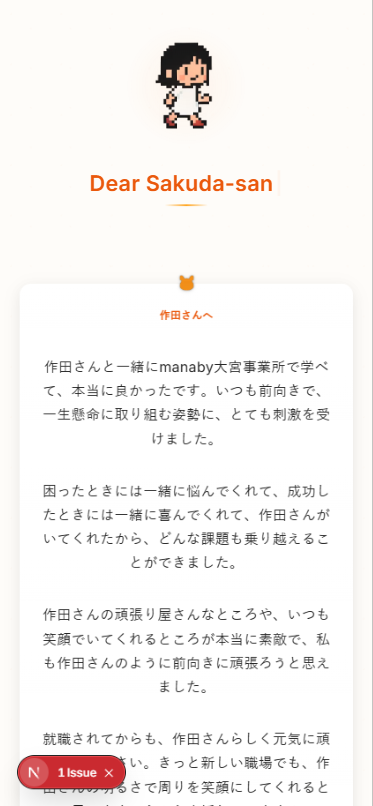 Dear Sakuda-san
作田さんへ
作田さんと一緒にmanaby大宮事業所で学べ
て、本当に良かったです。いつも前向きで、
一生懸命に取り組む姿勢に、とても刺激を受
けました。
困ったときには一緒に悩んでくれて、成功し
たときには一緒に喜んでくれて、作田さんが
いてくれたから、どんな課題も乗り越えるこ
とができました。
作田さんの頑張り屋さんなところや、いつも
笑顔でいてくれるところが本当に素敵で、私
も作田さんのように前向きに頑張ろうと思え
ました。
就職されてからも、作田さんらしく元気に頑
さい。きっと新しい職場でも、作
るさで周りを笑顔にしてくれると
N 1 Issue ×